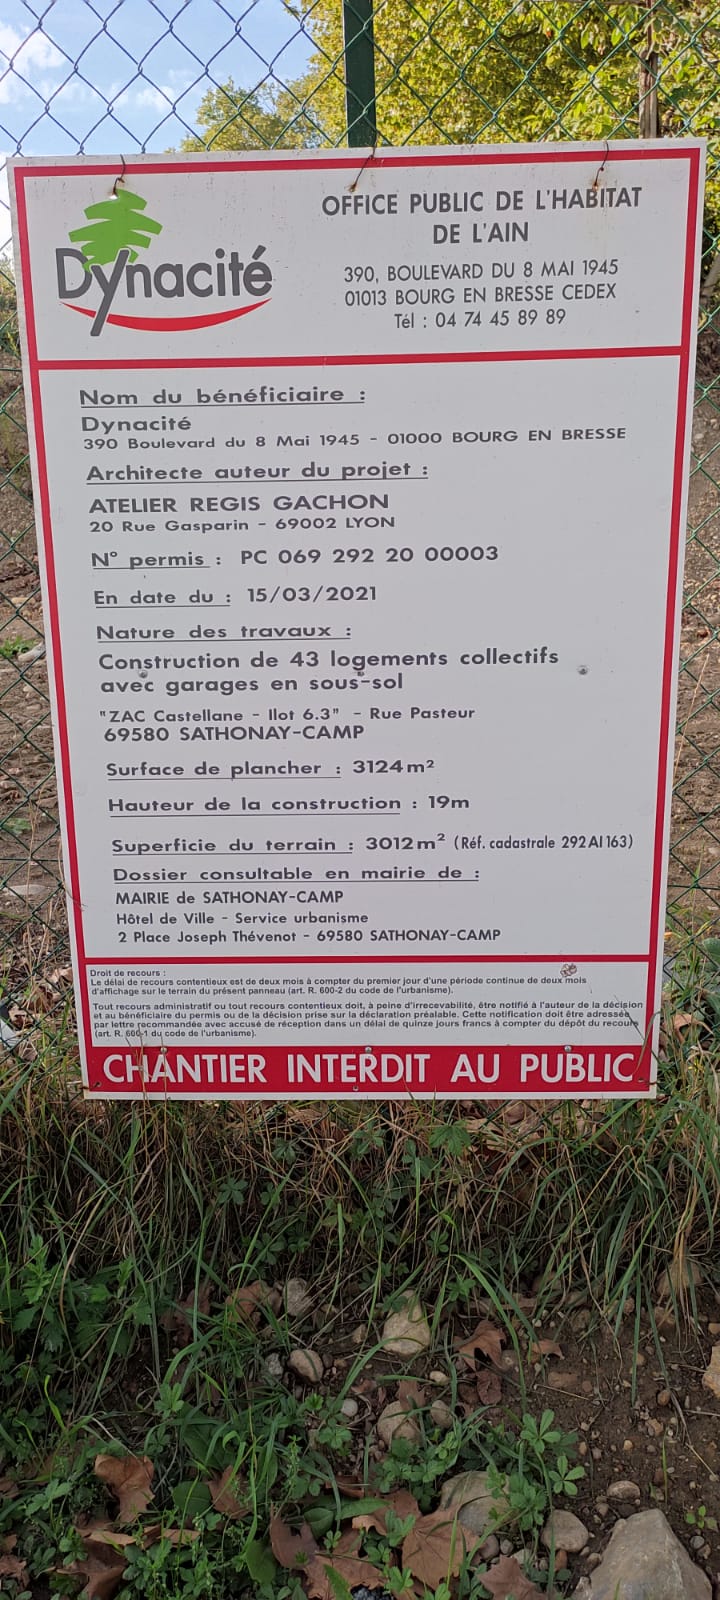 Dynacité
OFFICE PUBLIC DE L'HABITAT
DE L'AIN
390, BOULEVARD DU 8 MAI 1945
01013 BOURG EN BRESSE CEDEX
Tél : 04 74 45 89 89
Nom du bénéficiaire :
Dynacité
390 Boulevard du 8 Mai 1945 - 01000 BOURG EN BRESSE
Architecte auteur du projet :
ATELIER REGIS GACHON
20 Rue Gasparin - 69002 LYON
N° permis : PC 069 292 20 00003
En date du : 15/03/2021
Nature des travaux :
Construction de 43 logements collectifs
avec garages en sous-sol
"ZAC Castellane - Ilot 6.3" - Rue Pasteur
69580 SATHONAY-CAMP
Surface de plancher : 3124m²
Hauteur de la construction : 19m
Superficie du terrain : 3012m² (Réf. cadastrale 292AI163)
Dossier consultable en mairie de :
MAIRIE de SATHONAY-CAMP
Hôtel de Ville - Service urbanisme
2 Place Joseph Thévenot - 69580 SATHONAY-CAMP
Droit de recours :
Le délai de recours contentieux est de deux mois à compter du premier jour d'une période continue de deux mois
d'affichage sur le terrain du présent panneau (art. R. 600-2 du code de l'urbanisme).
Tout recours administratif ou tout recours contentieux doit, à peine d'irrecevabilité, être notifié à l'auteur de la décision
et au bénéficiaire du permis ou de la décision prise sur la déclaration préalable. Cette notification doit être adressée
par lettre recommandée avec accusé de réception dans un délai de quinze jours francs à compter du dépôt du recours
(art. R. 600-1 du code de l'urbanisme).
CHANTIER INTERDIT AU PUBLIC